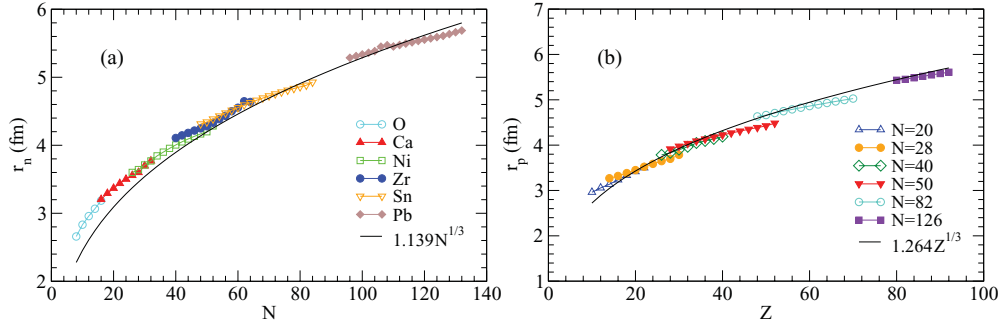 (a)
r_n (fm)
6
5
4
3
2
0 20 40 60 80 100 120 140
N
O
Ca
Ni
Zr
Sn
Pb
1.139N^{1/3}
(b)
r_p (fm)
7
6
5
4
3
2
1
0 20 40 60 80 100
Z
N=20
N=28
N=40
N=50
N=82
N=126
1.264Z^{1/3}